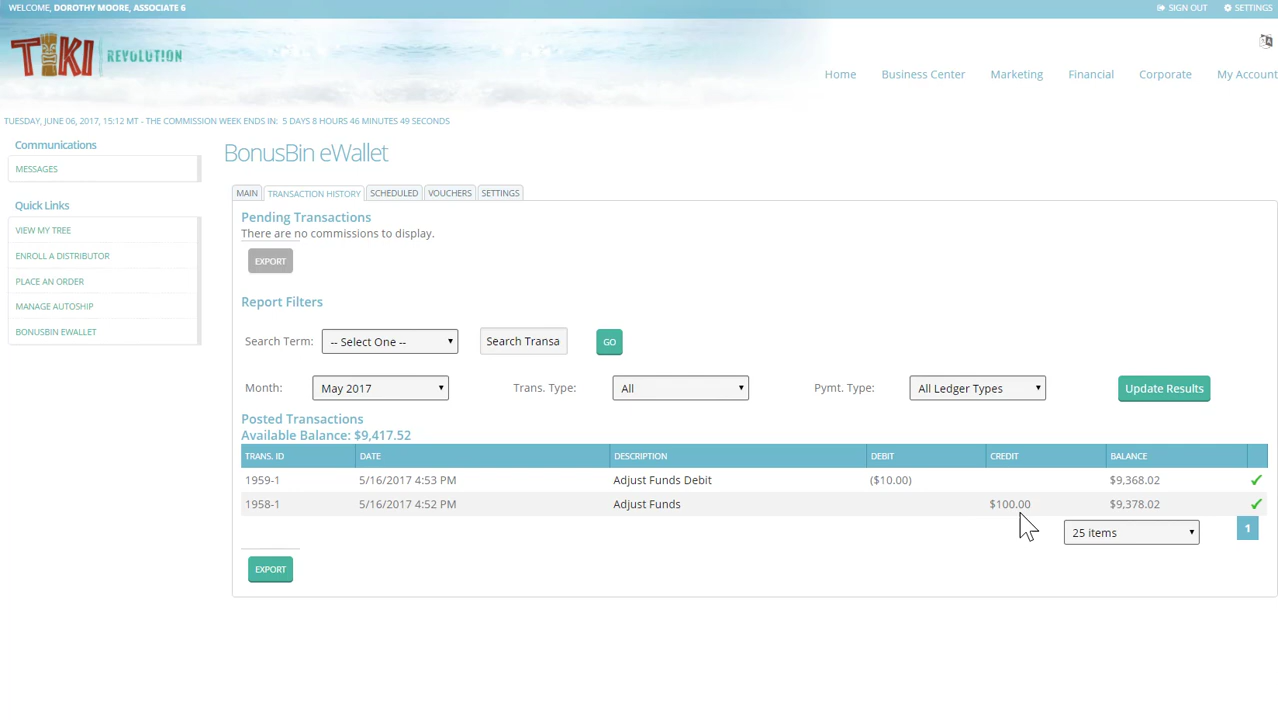 WELCOME, DOROTHY MOORE, ASSOCIATE 6
SIGN OUT SETTINGS
TIKI REVOLUTION
Home Business Center Marketing Financial Corporate My Account
TUESDAY, JUNE 06, 2017, 15:12 MT - THE COMMISSION WEEK ENDS IN: 5 DAYS 8 HOURS 46 MINUTES 49 SECONDS
Communications
MESSAGES
Quick Links
VIEW MY TREE
ENROLL A DISTRIBUTOR
PLACE AN ORDER
MANAGE AUTOSHIP
BONUSBIN EWALLET
BonusBin eWallet
MAIN TRANSACTION HISTORY SCHEDULED VOUCHERS SETTINGS
Pending Transactions
There are no commissions to display.
EXPORT
Report Filters
Search Term: -- Select One -- Search Transa GO
Month: May 2017 Trans. Type: All Pymt. Type: All Ledger Types Update Results
Posted Transactions
Available Balance: $9,417.52
TRANS. ID DATE DESCRIPTION DEBIT CREDIT BALANCE
1959-1 5/16/2017 4:53 PM Adjust Funds Debit ($10.00) $9,368.02
1958-1 5/16/2017 4:52 PM Adjust Funds $100.00 $9,378.02
25 items 1
EXPORT